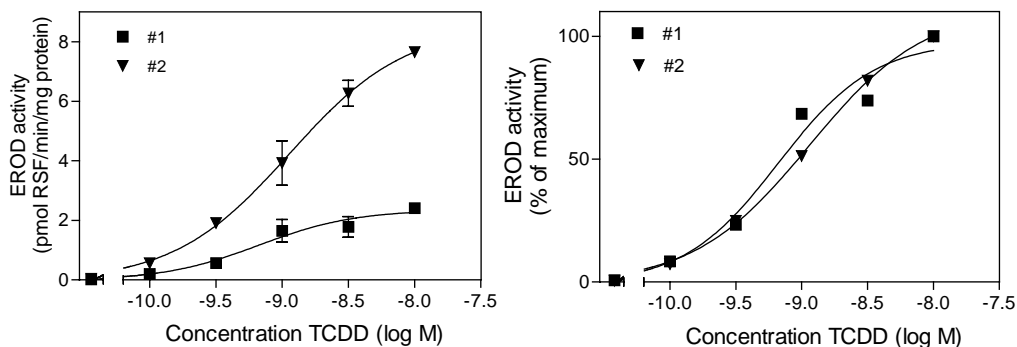 EROD activity
(pmol RSF/min/mg protein)
8
6
4
2
0
#1
#2
-10.0 -9.5 -9.0 -8.5 -8.0 -7.5
Concentration TCDD (log M)
EROD activity
(% of maximum)
100
50
0
#1
#2
-10.0 -9.5 -9.0 -8.5 -8.0 -7.5
Concentration TCDD (log M)